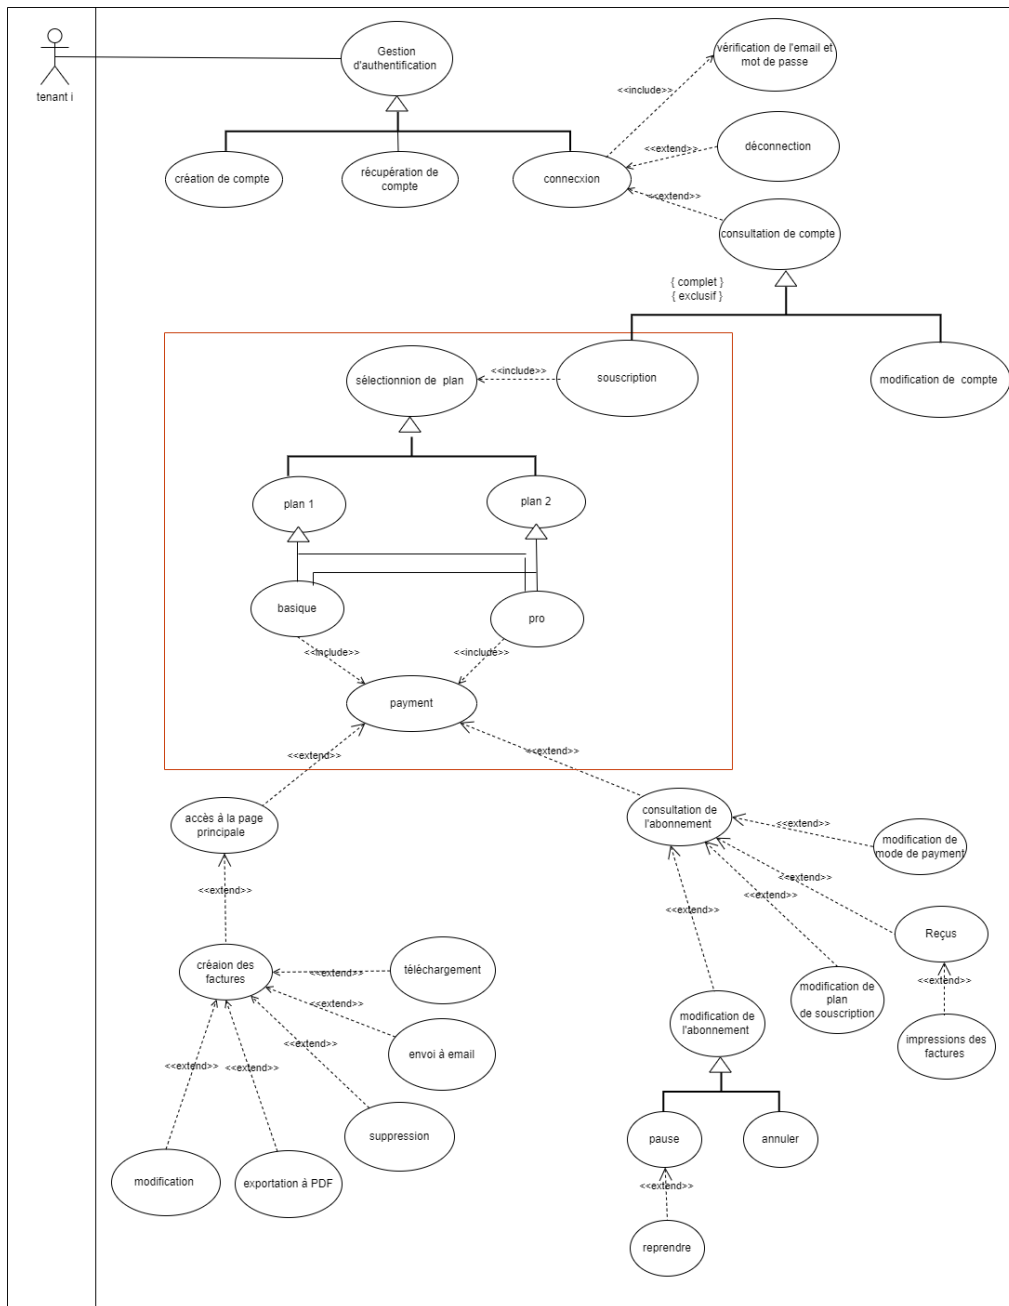 tenant i
Gestion
d'authentification
vérification de l'email et
mot de passe
<<include>>
<<extend>>
déconnection
création de compte
récupération de
compte
connecxion
<<extend>>
consultation de compte
{ complet }
{ exclusif }
sélectionnion de  plan
<<include>>
souscription
modification de  compte
plan 1
plan 2
basique
pro
<<include>>
<<include>>
payment
<<extend>>
<<extend>>
accès à la page
principale
consultation de
l'abonnement
<<extend>>
modification de
mode de payment
<<extend>>
<<extend>>
<<extend>>
<<extend>>
Reçus
créaion des
factures
<<extend>>
téléchargement
<<extend>>
modification de
plan
de souscription
<<extend>>
modification de
l'abonnement
impressions des
factures
<<extend>>
envoi à email
<<extend>>
<<extend>>
suppression
pause
annuler
modification
exportation à PDF
<<extend>>
reprendre